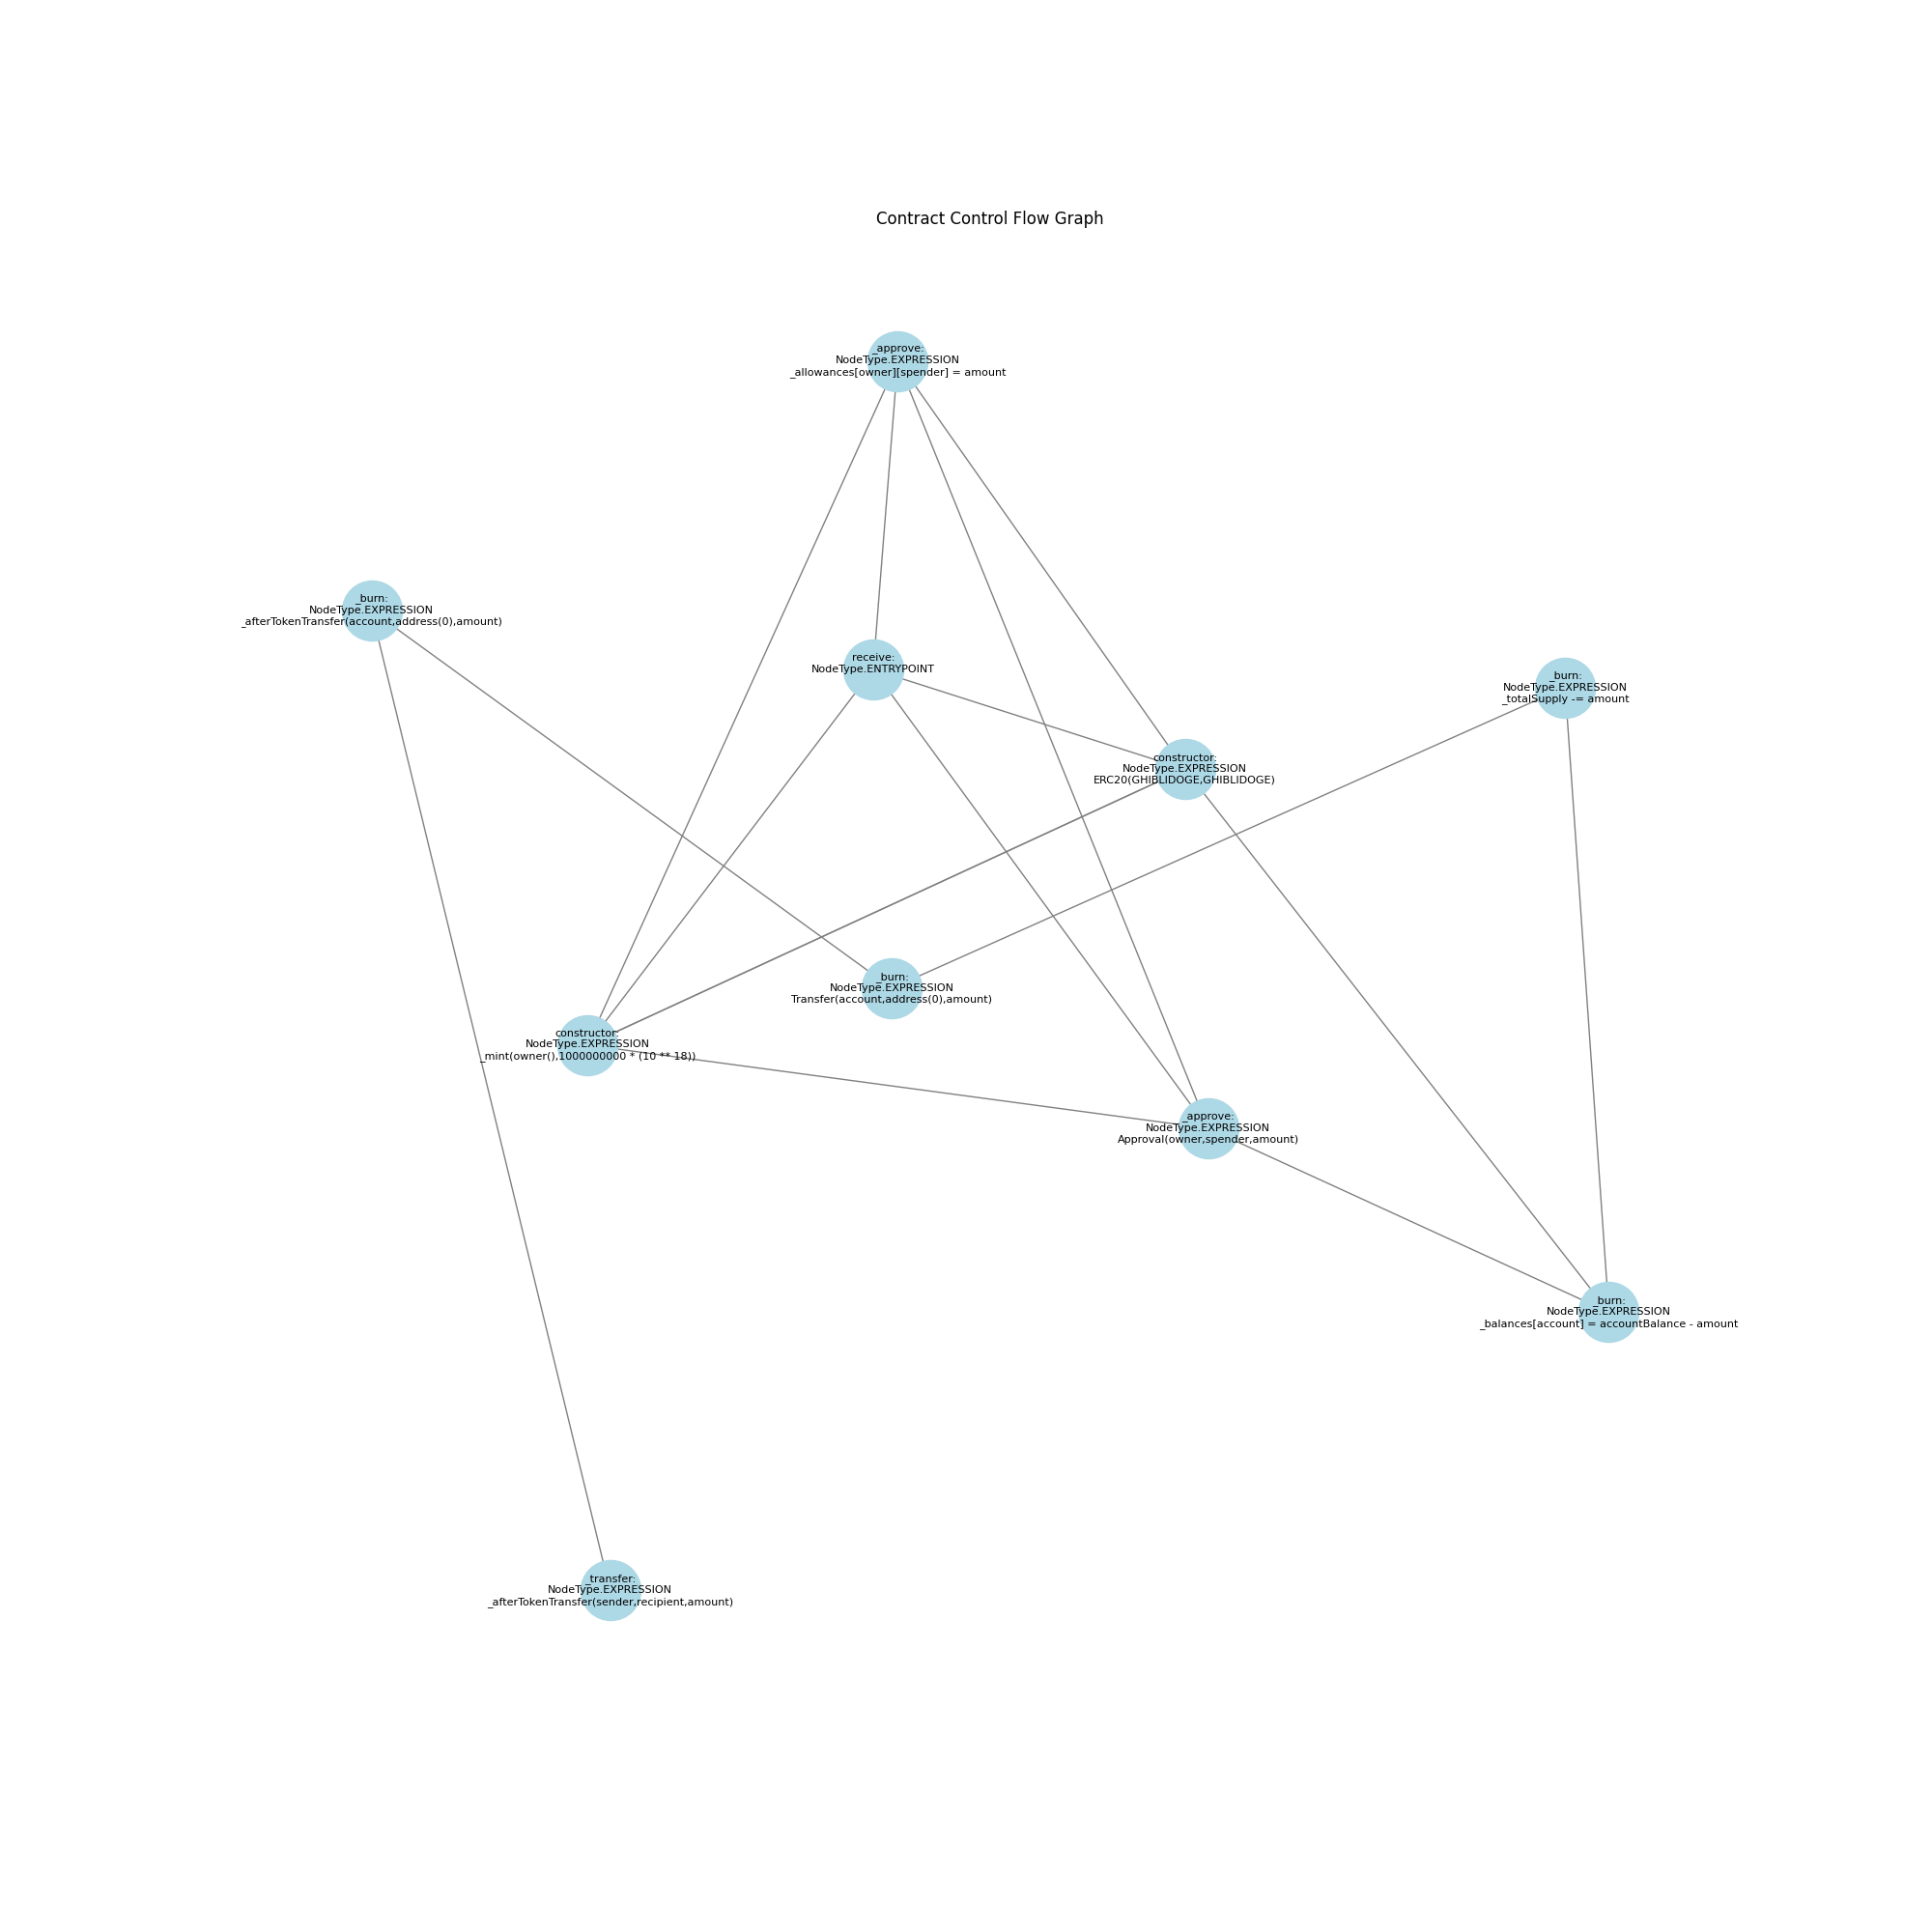 Contract Control Flow Graph
_approve:
NodeType.EXPRESSION
_allowances[owner][spender] = amount
_burn:
NodeType.EXPRESSION
_afterTokenTransfer(account,address(0),amount)
receive:
NodeType.ENTRYPOINT
_burn:
NodeType.EXPRESSION
_totalSupply -= amount
constructor:
NodeType.EXPRESSION
ERC20(GHIBLIDOGE,GHIBLIDOGE)
_burn:
NodeType.EXPRESSION
Transfer(account,address(0),amount)
constructor:
NodeType.EXPRESSION
_mint(owner(),1000000000 * (10 ** 18))
_approve:
NodeType.EXPRESSION
Approval(owner,spender,amount)
_burn:
NodeType.EXPRESSION
_balances[account] = accountBalance - amount
_transfer:
NodeType.EXPRESSION
_afterTokenTransfer(sender,recipient,amount)